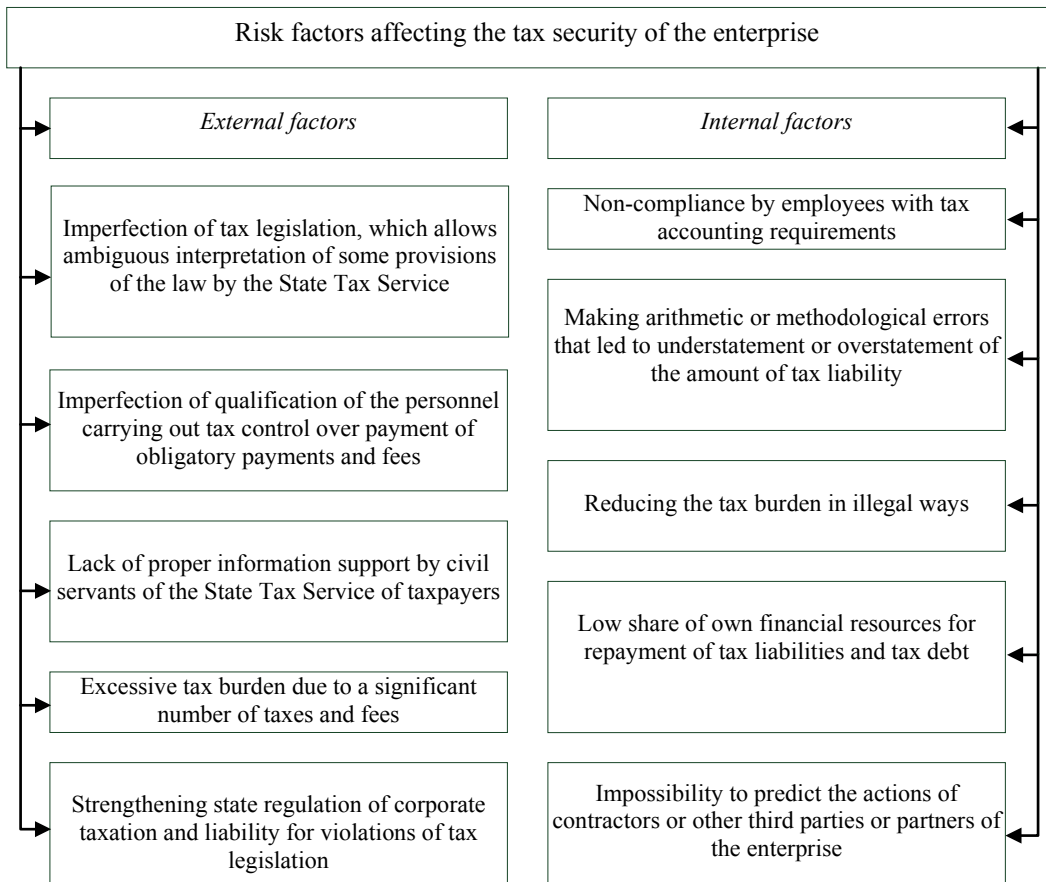 Risk factors affecting the tax security of the enterprise
External factors
Imperfection of tax legislation, which allows
ambiguous interpretation of some provisions
of the law by the State Tax Service
Imperfection of qualification of the personnel
carrying out tax control over payment of
obligatory payments and fees
Lack of proper information support by civil
servants of the State Tax Service of taxpayers
Excessive tax burden due to a significant
number of taxes and fees
Strengthening state regulation of corporate
taxation and liability for violations of tax
legislation
Internal factors
Non-compliance by employees with tax
accounting requirements
Making arithmetic or methodological errors
that led to understatement or overstatement of
the amount of tax liability
Reducing the tax burden in illegal ways
Low share of own financial resources for
repayment of tax liabilities and tax debt
Impossibility to predict the actions of
contractors or other third parties or partners of
the enterprise